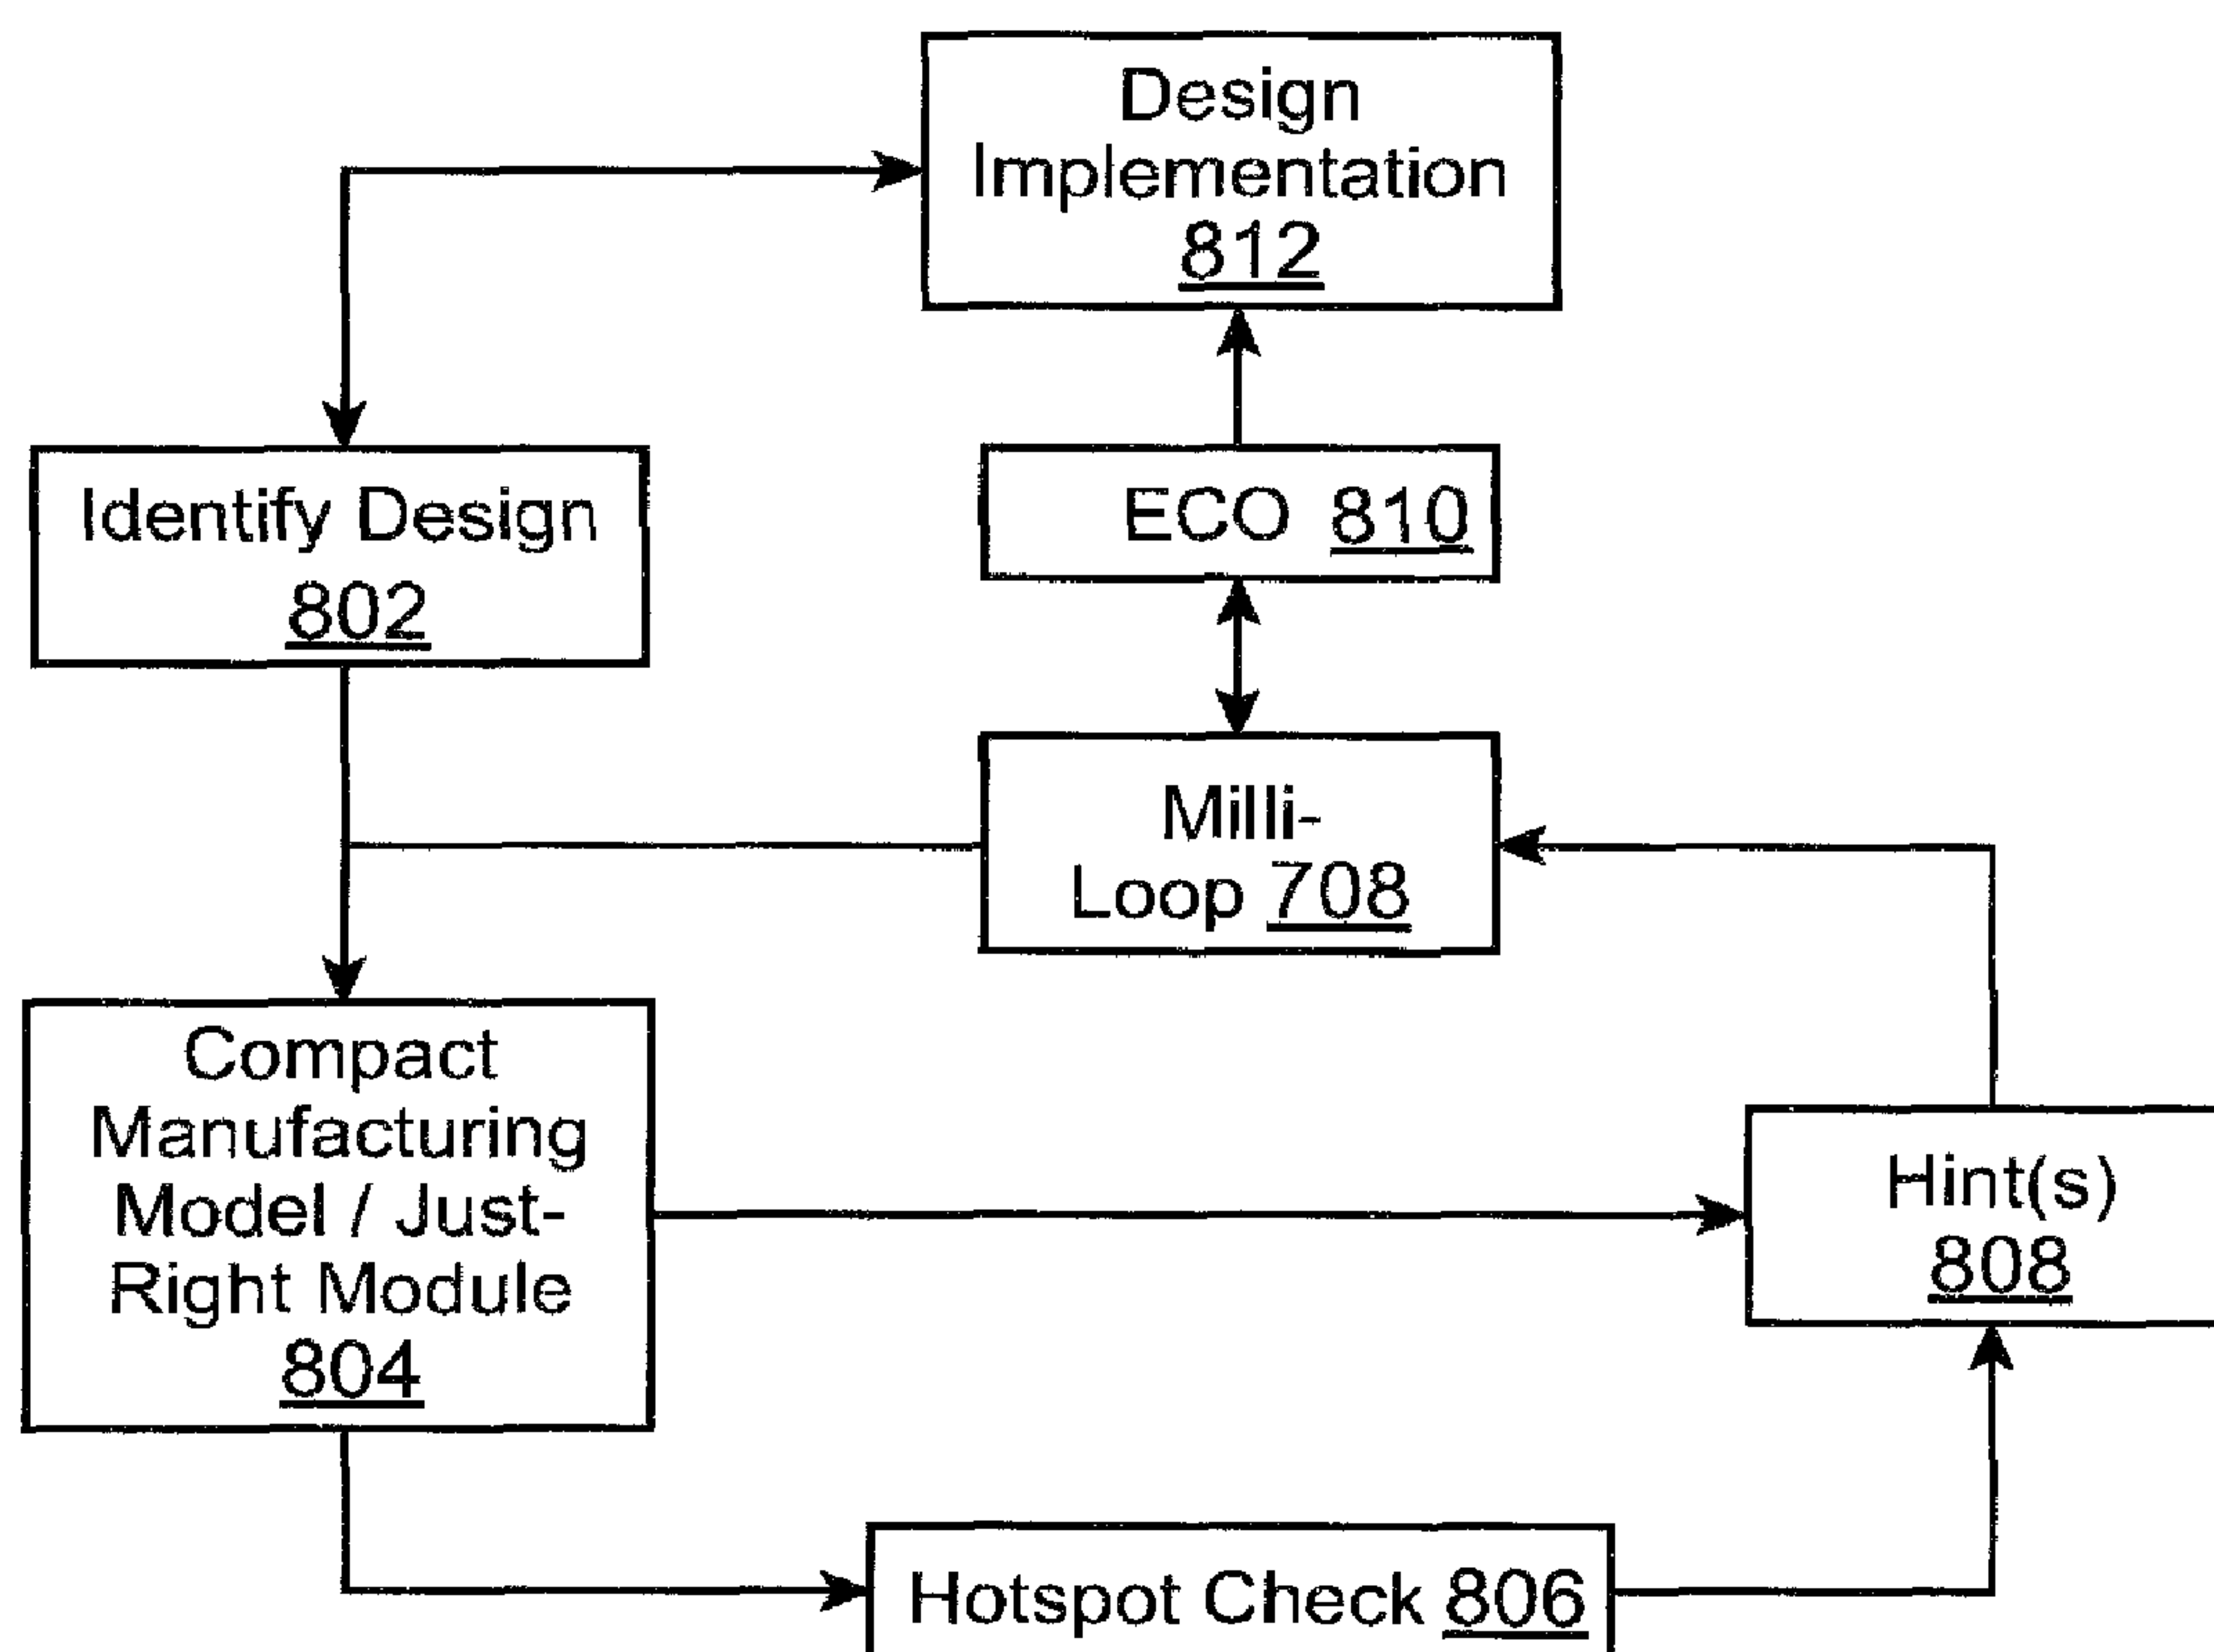 Design
Implementation
812
Identify Design
802
ECO 810
Milli-
Loop 708
Compact
Manufacturing
Model / Just-
Right Module
804
Hint(s)
808
Hotspot Check 806